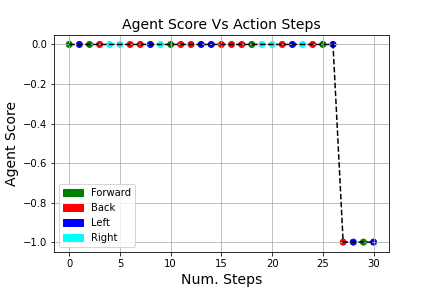 Agent Score Vs Action Steps
0.0
−0.2
−0.4
−0.6
−0.8
−1.0
Agent Score
Forward
Back
Left
Right
0 5 10 15 20 25 30
Num. Steps